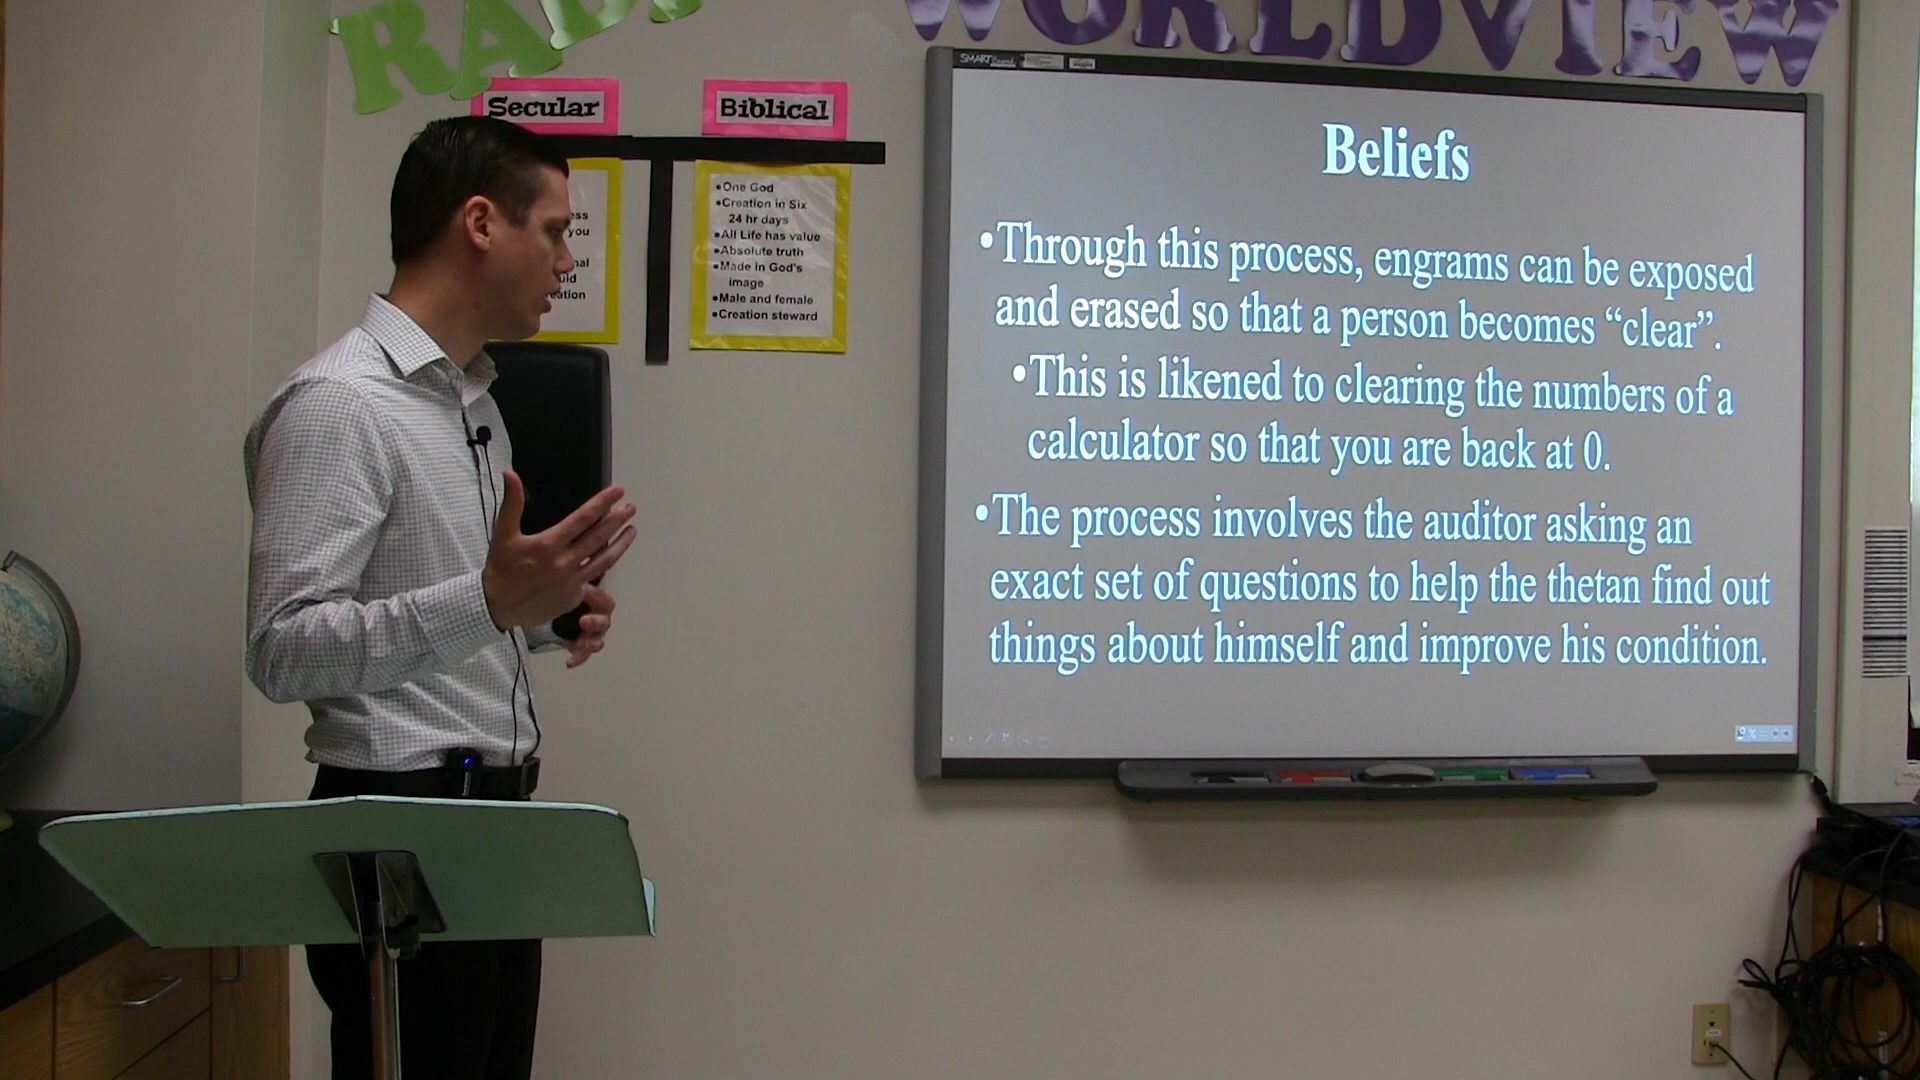 WORLDVIEW
Secular
Biblical
•One God
•Creation in Six
24 hr days
•All Life has value
•Absolute truth
•Made in God's
image
•Male and female
•Creation steward
you
SMART
Beliefs
•Through this process, engrams can be exposed
and erased so that a person becomes “clear”.
•This is likened to clearing the numbers of a
calculator so that you are back at 0.
•The process involves the auditor asking an
exact set of questions to help the thetan find out
things about himself and improve his condition.